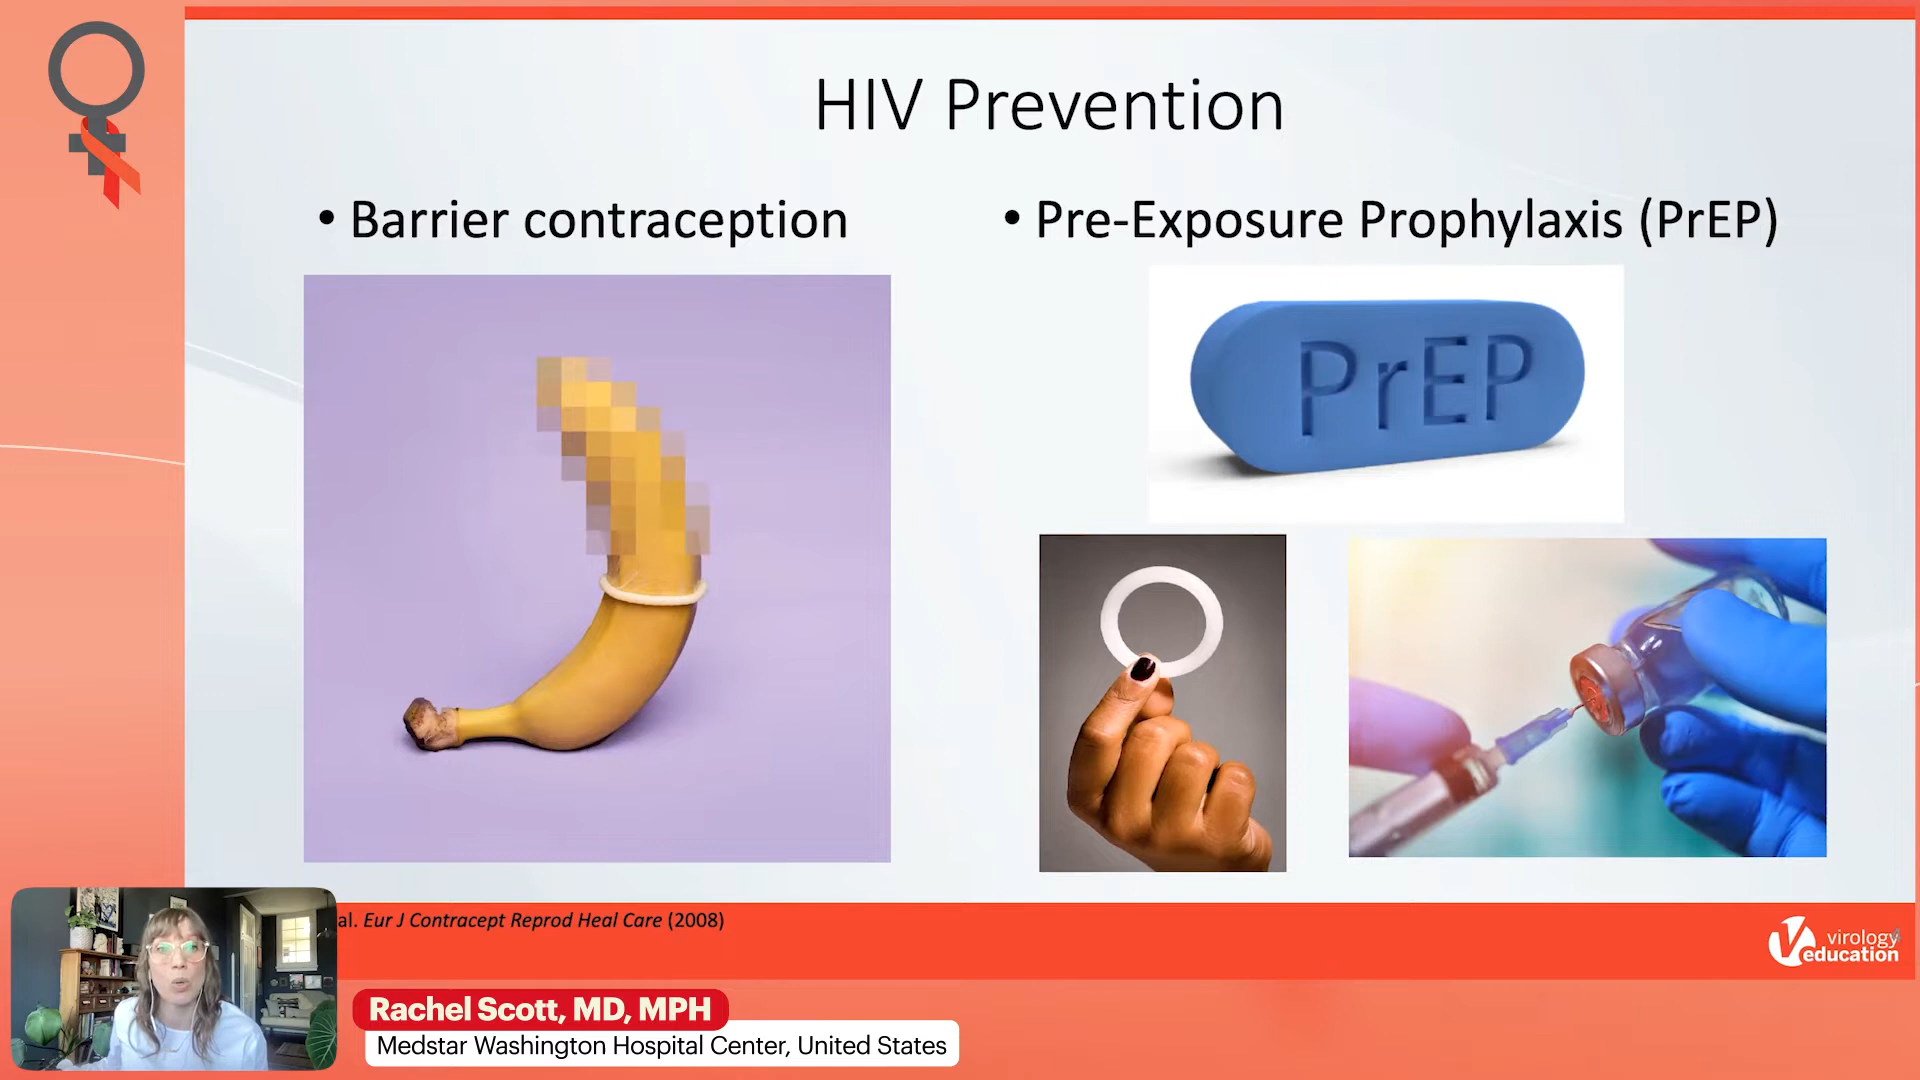 HIV Prevention
• Barrier contraception
• Pre-Exposure Prophylaxis (PrEP)
PrEP
al. Eur J Contracept Reprod Heal Care (2008)
virology
education
Rachel Scott, MD, MPH
Medstar Washington Hospital Center, United States